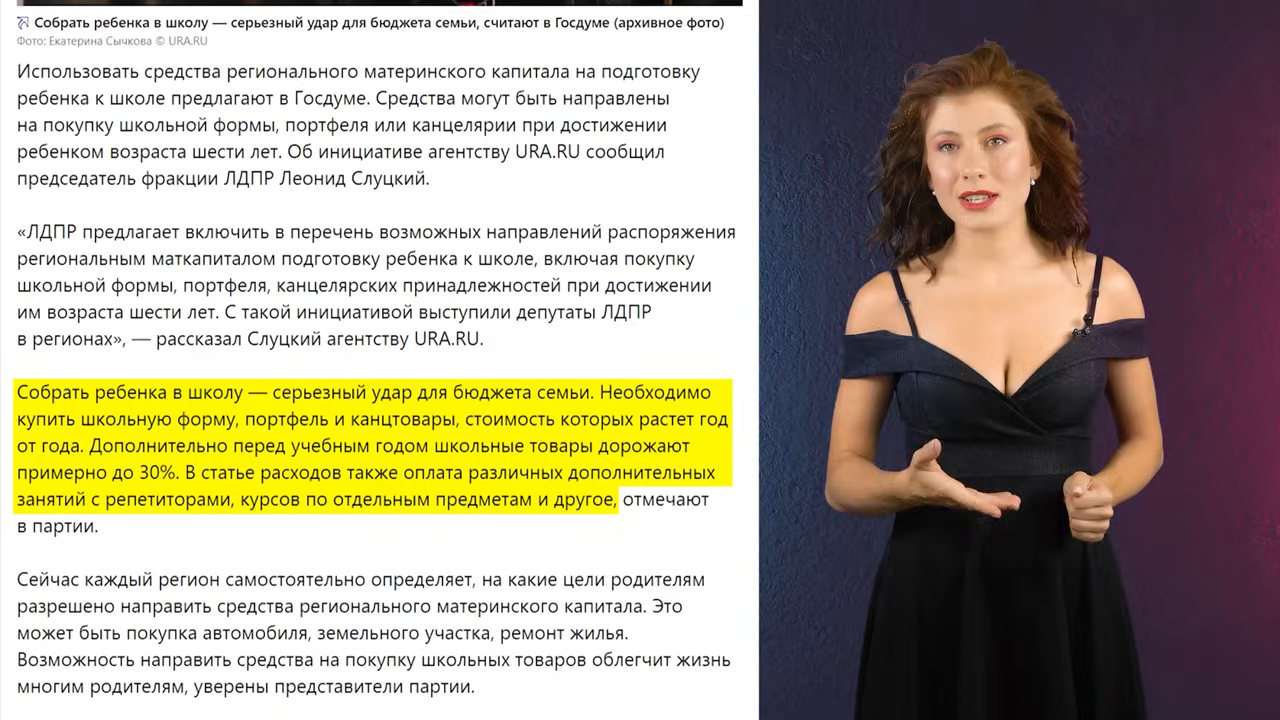 Собрать ребенка в школу — серьезный удар для бюджета семьи, считают в Госдуме (архивное фото)
Фото: Екатерина Сычкова © URA.RU
Использовать средства регионального материнского капитала на подготовку
ребенка к школе предлагают в Госдуме. Средства могут быть направлены
на покупку школьной формы, портфеля или канцелярии при достижении
ребенком возраста шести лет. Об инициативе агентству URA.RU сообщил
председатель фракции ЛДПР Леонид Слуцкий.
«ЛДПР предлагает включить в перечень возможных направлений распоряжения
региональным маткапиталом подготовку ребенка к школе, включая покупку
школьной формы, портфеля, канцелярских принадлежностей при достижении
им возраста шести лет. С такой инициативой выступили депутаты ЛДПР
в регионах», — рассказал Слуцкий агентству URA.RU.
Собрать ребенка в школу — серьезный удар для бюджета семьи. Необходимо
купить школьную форму, портфель и канцтовары, стоимость которых растет год
от года. Дополнительно перед учебным годом школьные товары дорожают
примерно до 30%. В статье расходов также оплата различных дополнительных
занятий с репетиторами, курсов по отдельным предметам и другое, отмечают
в партии.
Сейчас каждый регион самостоятельно определяет, на какие цели родителям
разрешено направить средства регионального материнского капитала. Это
может быть покупка автомобиля, земельного участка, ремонт жилья.
Возможность направить средства на покупку школьных товаров облегчит жизнь
многим родителям, уверены представители партии.